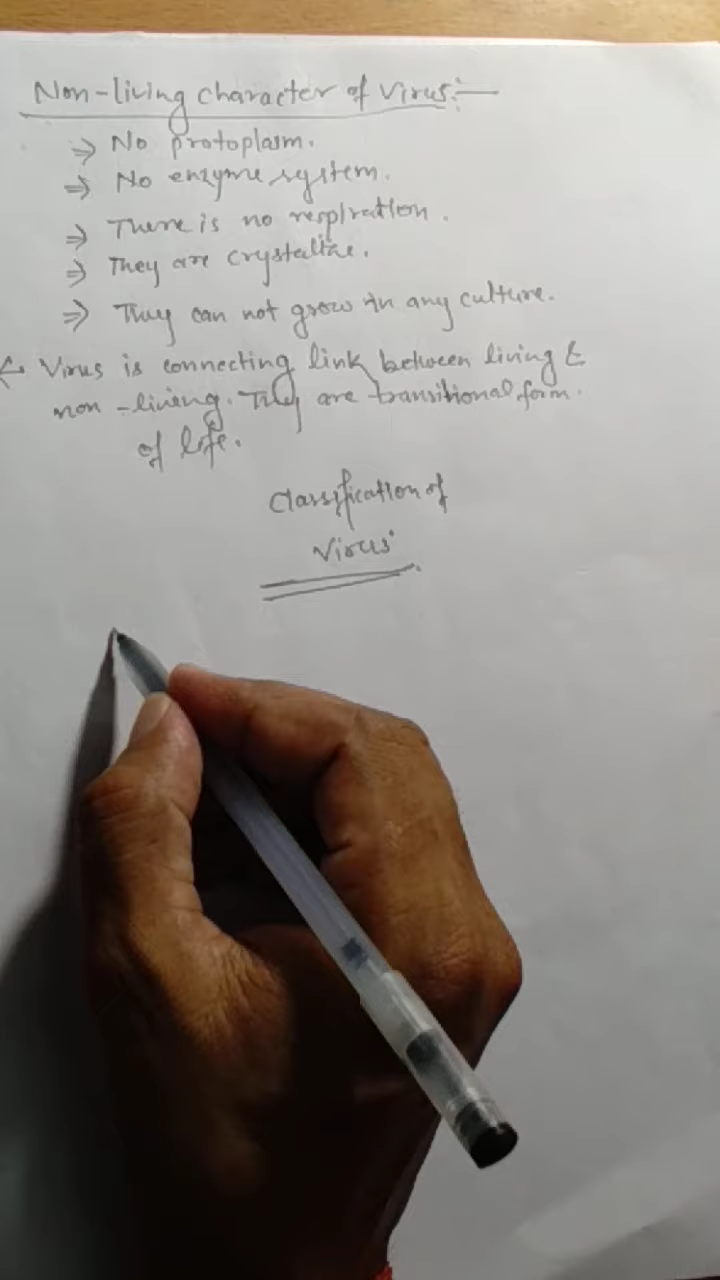 Non-living character of Virus:-
⇒ No protoplasm.
⇒ No enzyme system.
⇒ There is no respiration.
⇒ They are crystalline.
⇒ They can not grow in any culture.
Virus is connecting link between living &
non-living. They are transitional form
of life.
Classification of
Virus